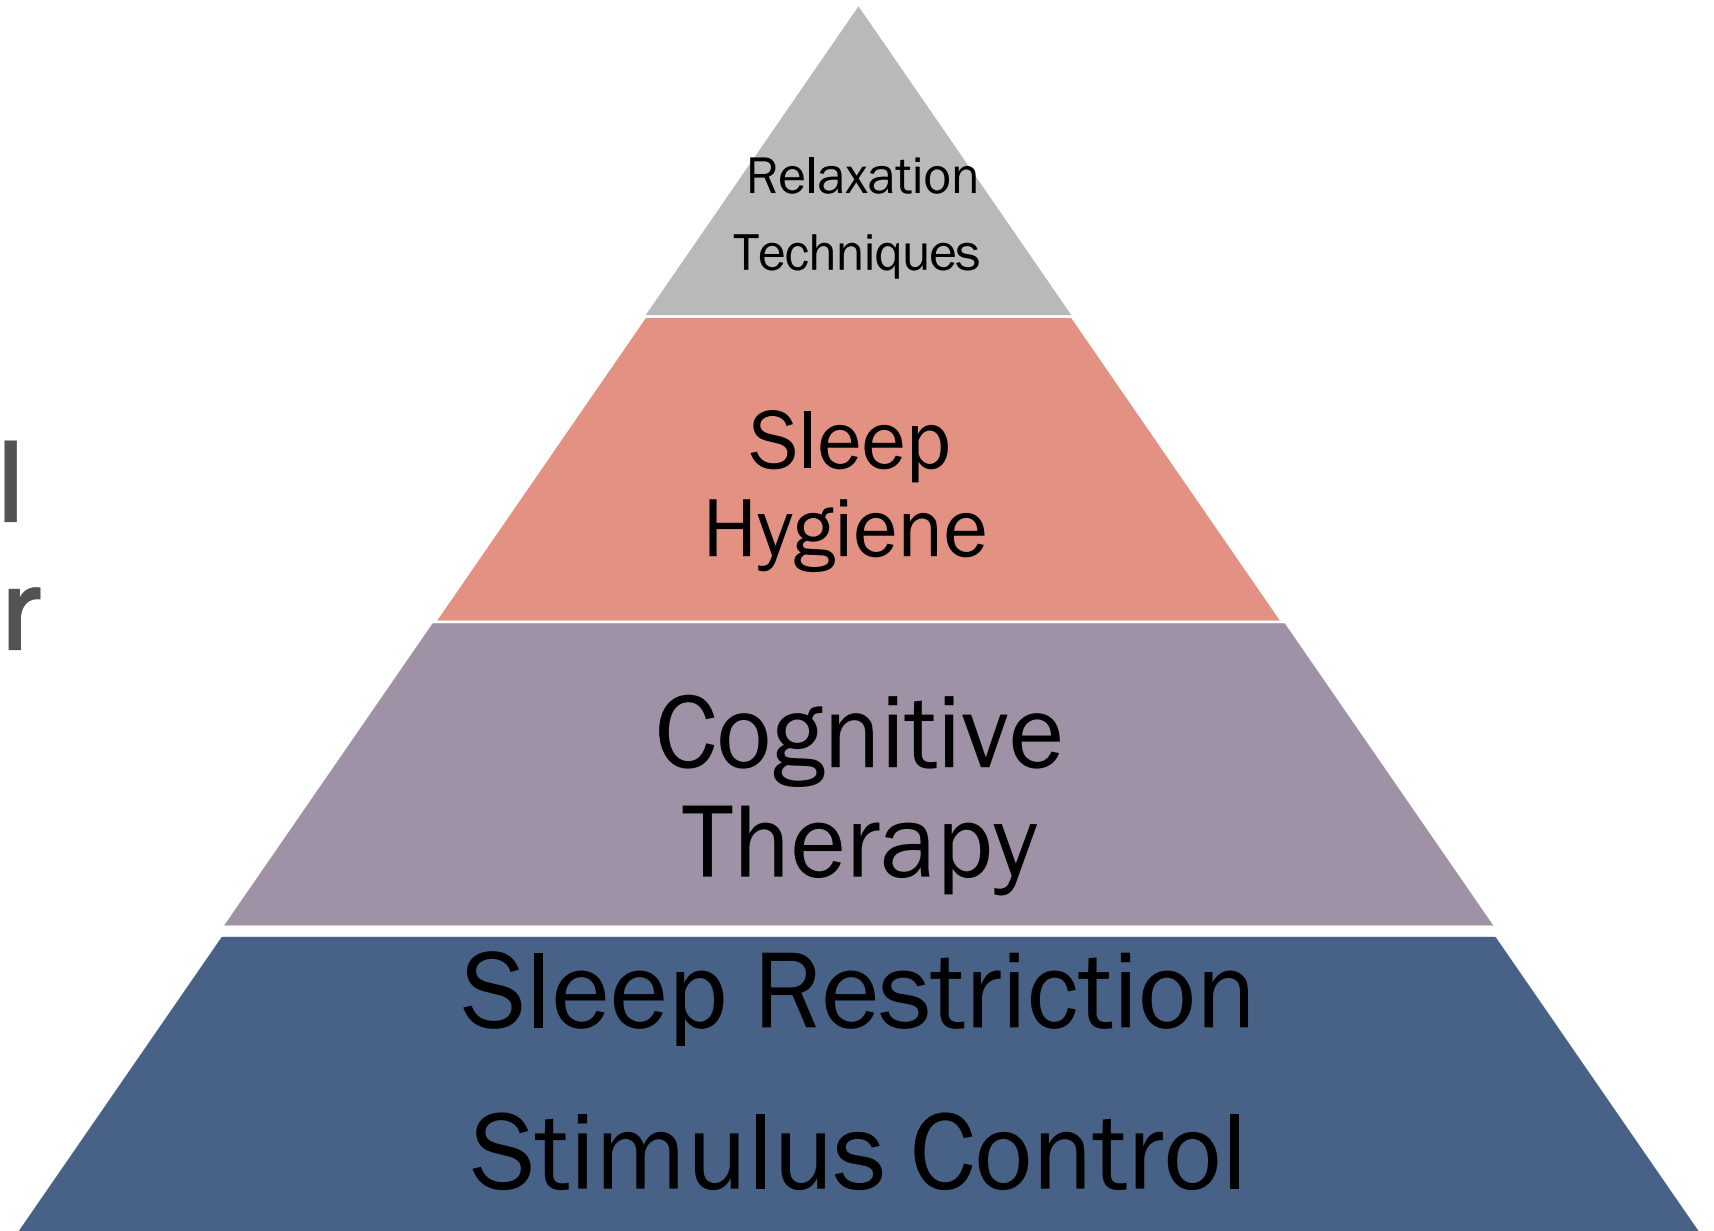 Relaxation
Techniques
Sleep
Hygiene
Cognitive
Therapy
Sleep Restriction
Stimulus Control